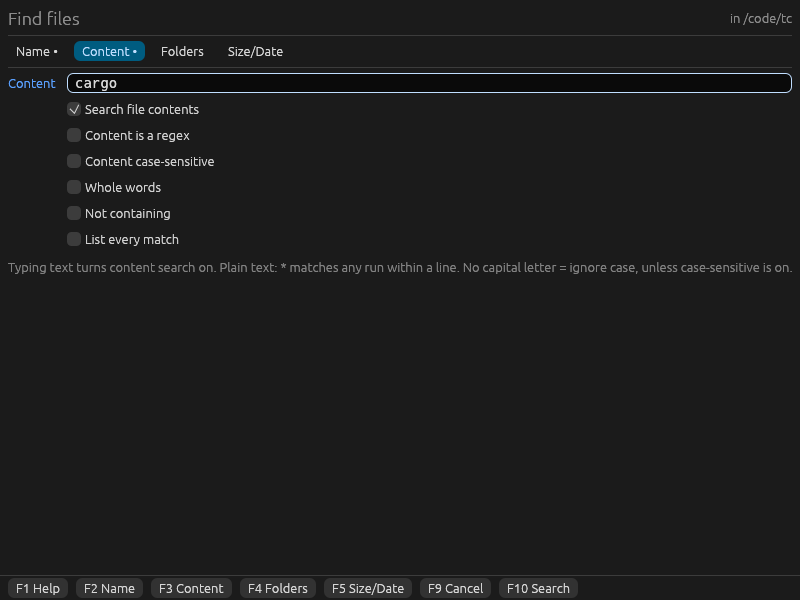 Find files in /code/tc
Name • Content • Folders Size/Date
Content cargo
Search file contents
Content is a regex
Content case-sensitive
Whole words
Not containing
List every match
Typing text turns content search on. Plain text: * matches any run within a line. No capital letter = ignore case, unless case-sensitive is on.
F1 Help F2 Name F3 Content F4 Folders F5 Size/Date F9 Cancel F10 Search